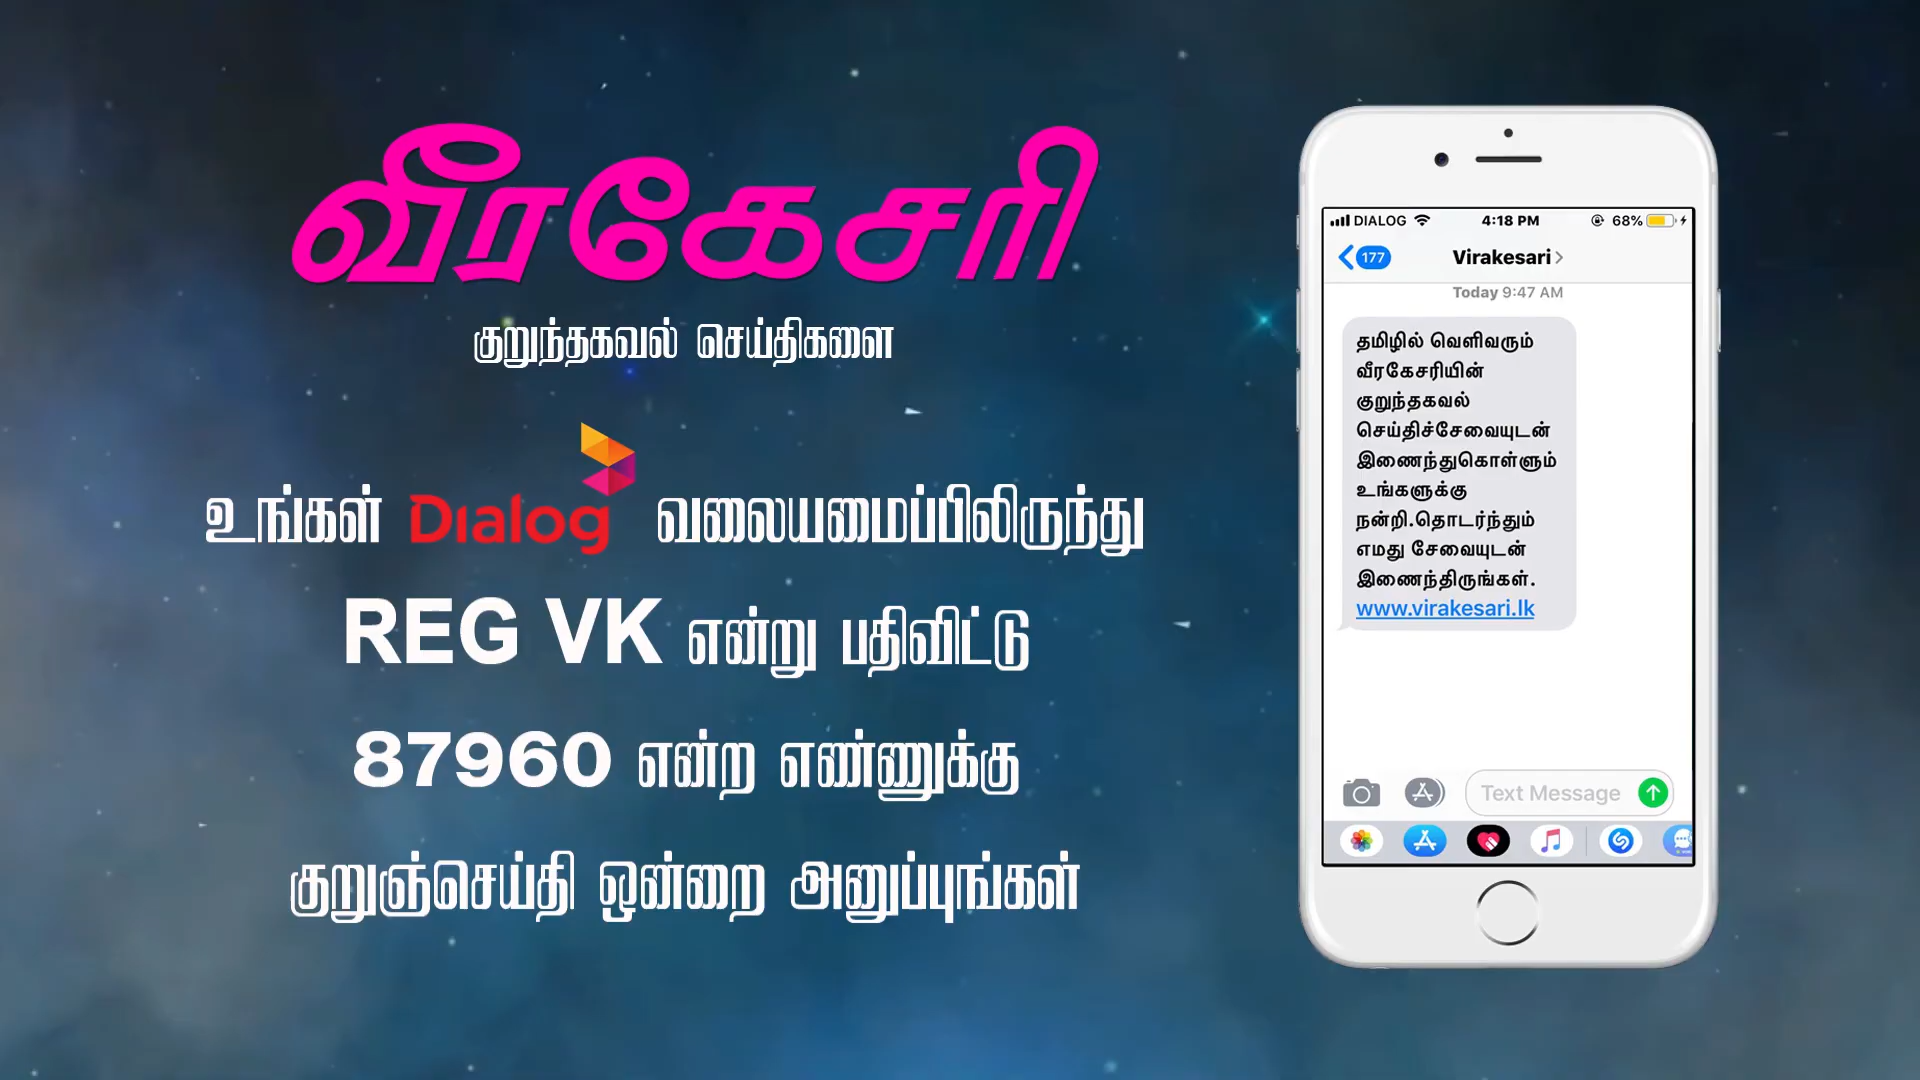 வீரகேசரி
குறுந்தகவல் செய்திகளை
உங்கள் Dialog வலையமைப்பிலிருந்து
REG VK என்று பதிவிட்டு
87960 என்ற எண்ணுக்கு
குறுஞ்செய்தி ஒன்றை அனுப்புங்கள்
DIALOG 4:18 PM 68%
177 Virakesari
Today 9:47 AM
தமிழில் வெளிவரும்
வீரகேசரியின்
குறுந்தகவல்
செய்திச்சேவையுடன்
இணைந்துகொள்ளும்
உங்களுக்கு
நன்றி.தொடர்ந்தும்
எமது சேவையுடன்
இணைந்திருங்கள்.
www.virakesari.lk
Text Message